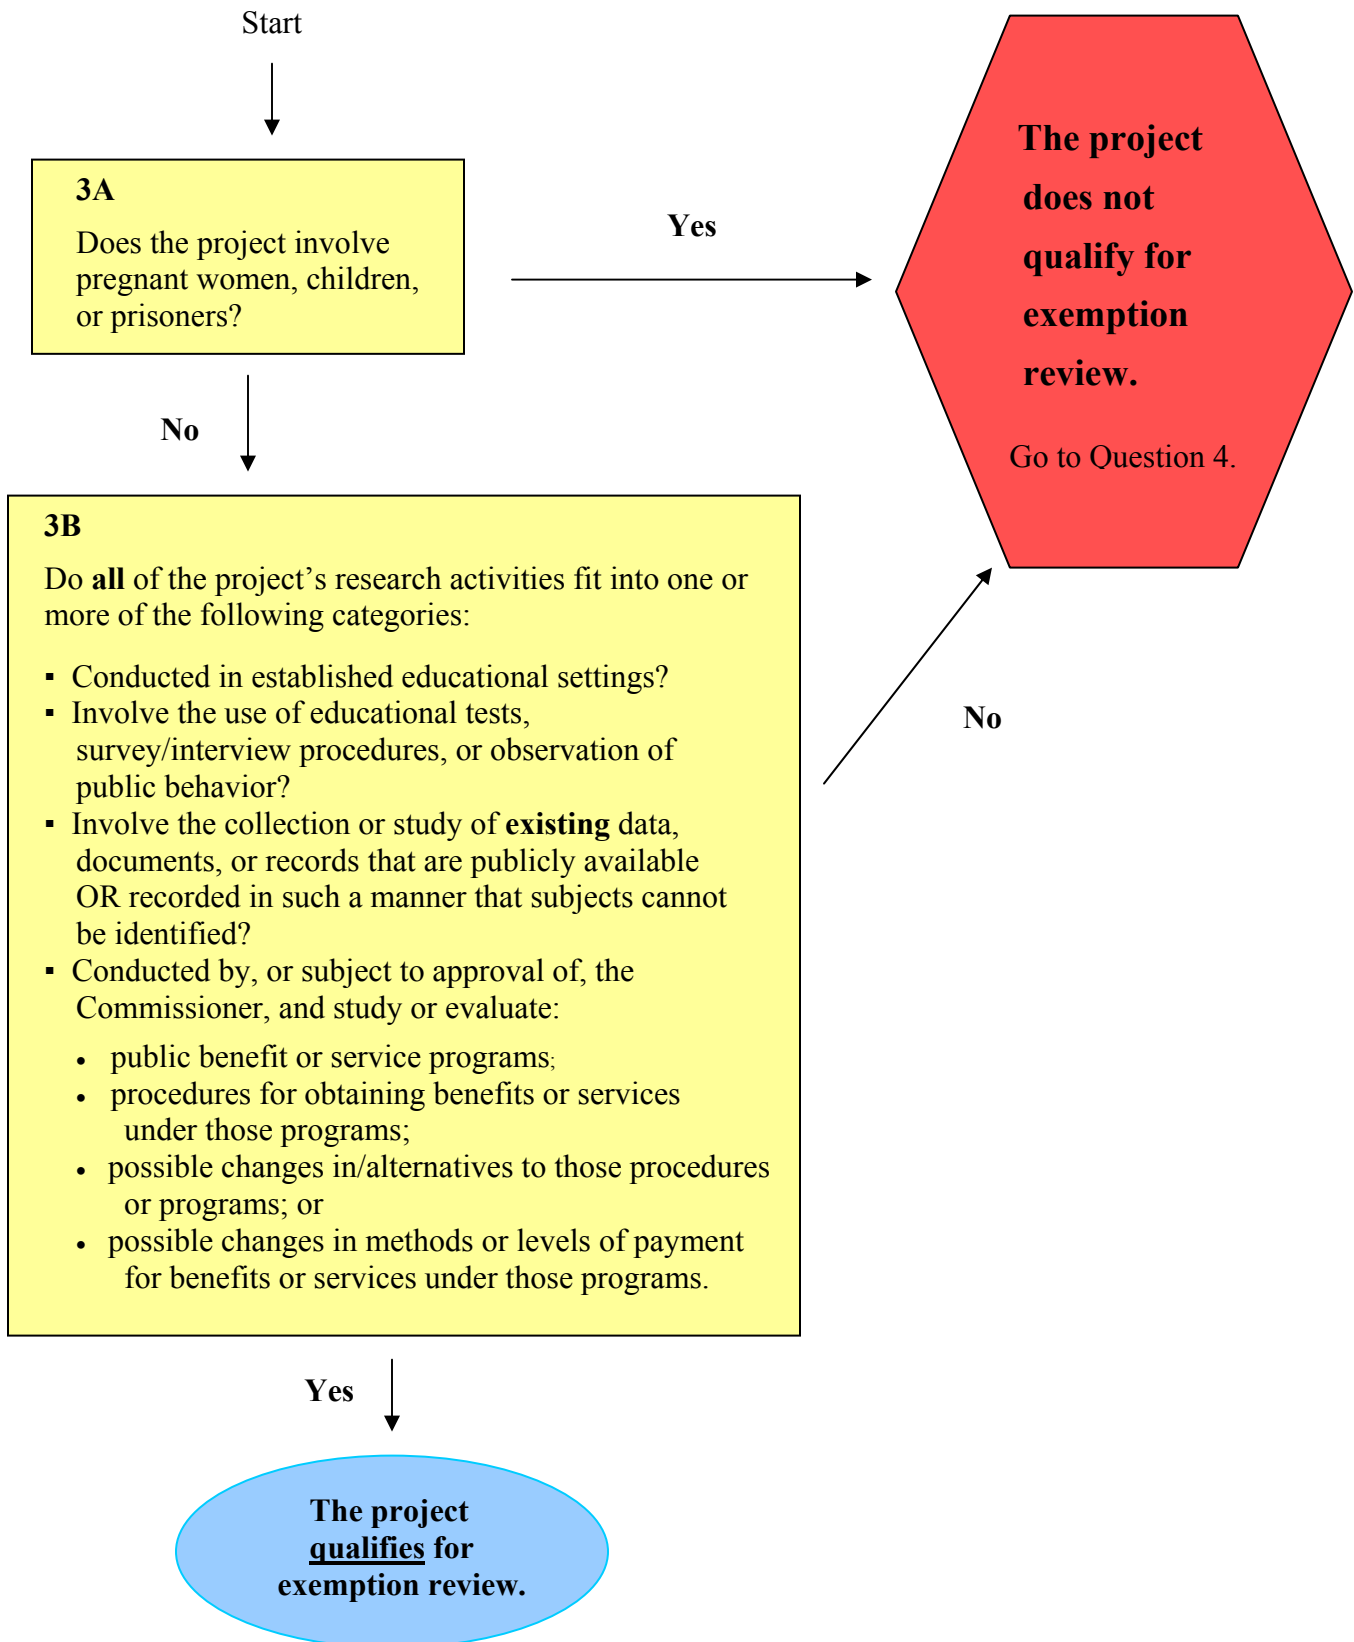 Start
3A
Does the project involve
pregnant women, children,
or prisoners?
Yes
The project
does not
qualify for
exemption
review.
Go to Question 4.
No
3B
Do all of the project’s research activities fit into one or
more of the following categories:
▪ Conducted in established educational settings?
▪ Involve the use of educational tests,
survey/interview procedures, or observation of
public behavior?
▪ Involve the collection or study of existing data,
documents, or records that are publicly available
OR recorded in such a manner that subjects cannot
be identified?
▪ Conducted by, or subject to approval of, the
Commissioner, and study or evaluate:
• public benefit or service programs;
• procedures for obtaining benefits or services
under those programs;
• possible changes in/alternatives to those procedures
or programs; or
• possible changes in methods or levels of payment
for benefits or services under those programs.
No
Yes
The project
qualifies for
exemption review.